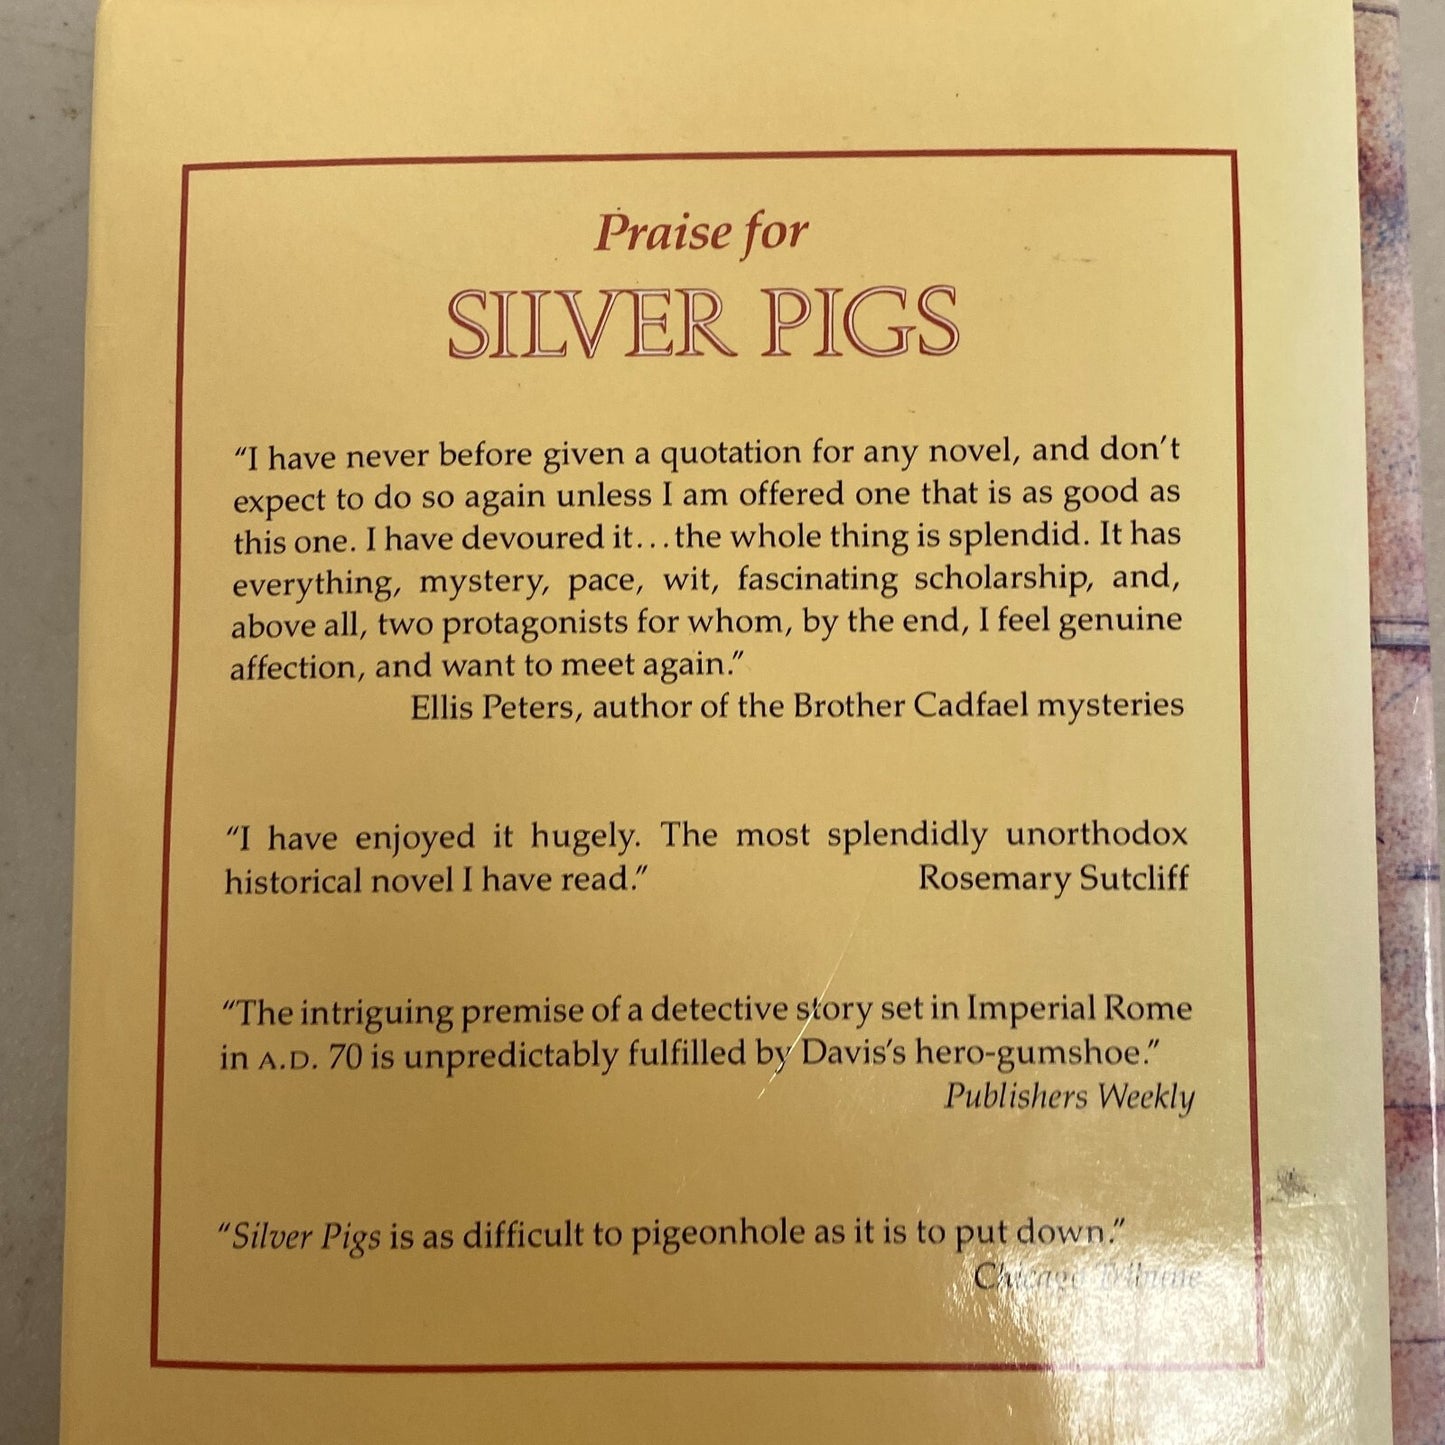 Praise for
SILVER PIGS
“I have never before given a quotation for any novel, and don’t
expect to do so again unless I am offered one that is as good as
this one. I have devoured it...the whole thing is splendid. It has
everything, mystery, pace, wit, fascinating scholarship, and,
above all, two protagonists for whom, by the end, I feel genuine
affection, and want to meet again.”
Ellis Peters, author of the Brother Cadfael mysteries
“I have enjoyed it hugely. The most splendidly unorthodox
historical novel I have read.” Rosemary Sutcliff
“The intriguing premise of a detective story set in Imperial Rome
in A.D. 70 is unpredictably fulfilled by Davis’s hero-gumshoe.”
Publishers Weekly
“Silver Pigs is as difficult to pigeonhole as it is to put down.”
Chicago Tribune